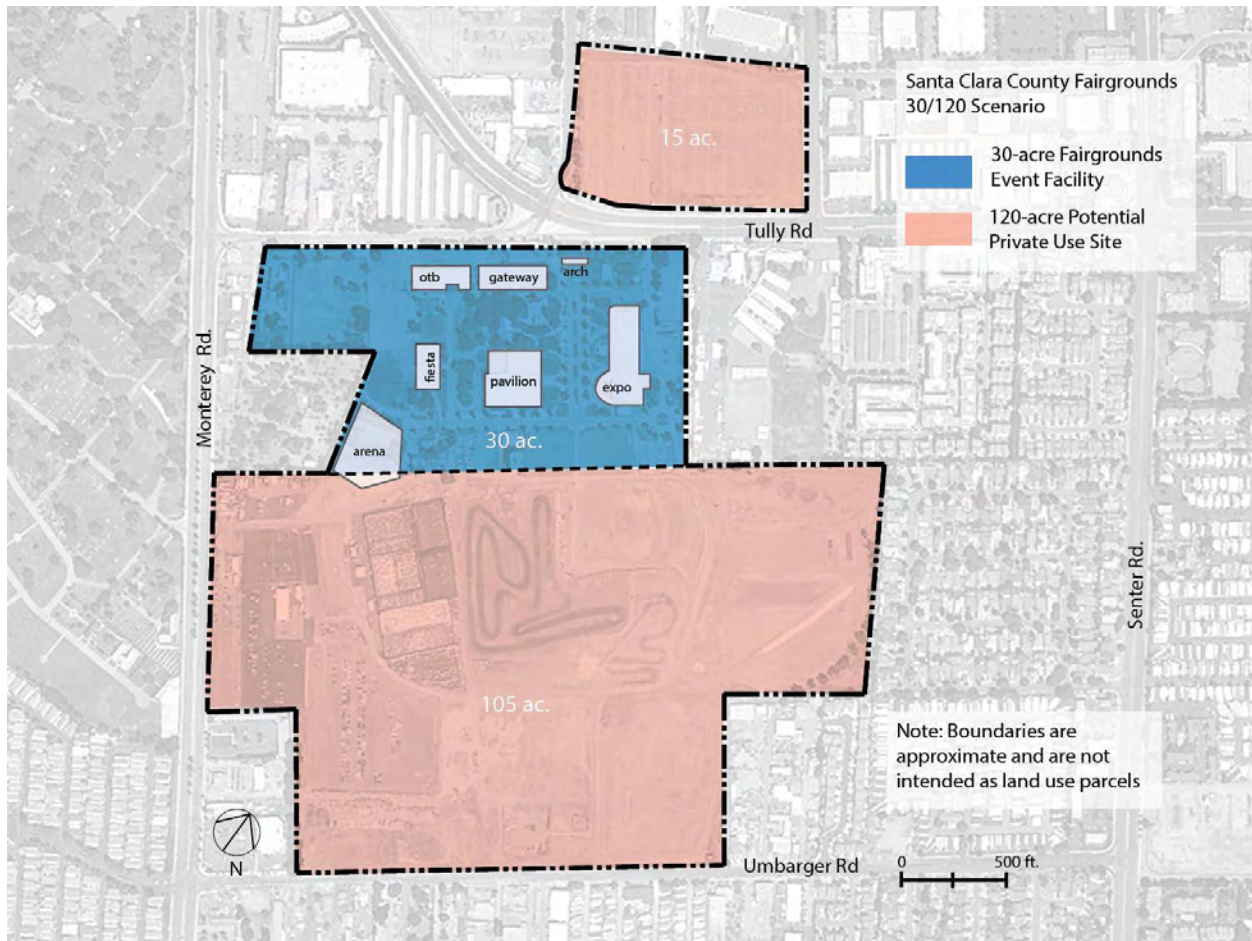 Santa Clara County Fairgrounds
30/120 Scenario
30-acre Fairgrounds
Event Facility
120-acre Potential
Private Use Site
15 ac.
Tully Rd
otb
gateway
arch
fiesta
pavilion
expo
Monterey Rd.
arena
30 ac.
Senter Rd.
105 ac.
Note: Boundaries are
approximate and are not
intended as land use parcels
N
Umbarger Rd
0
500 ft.